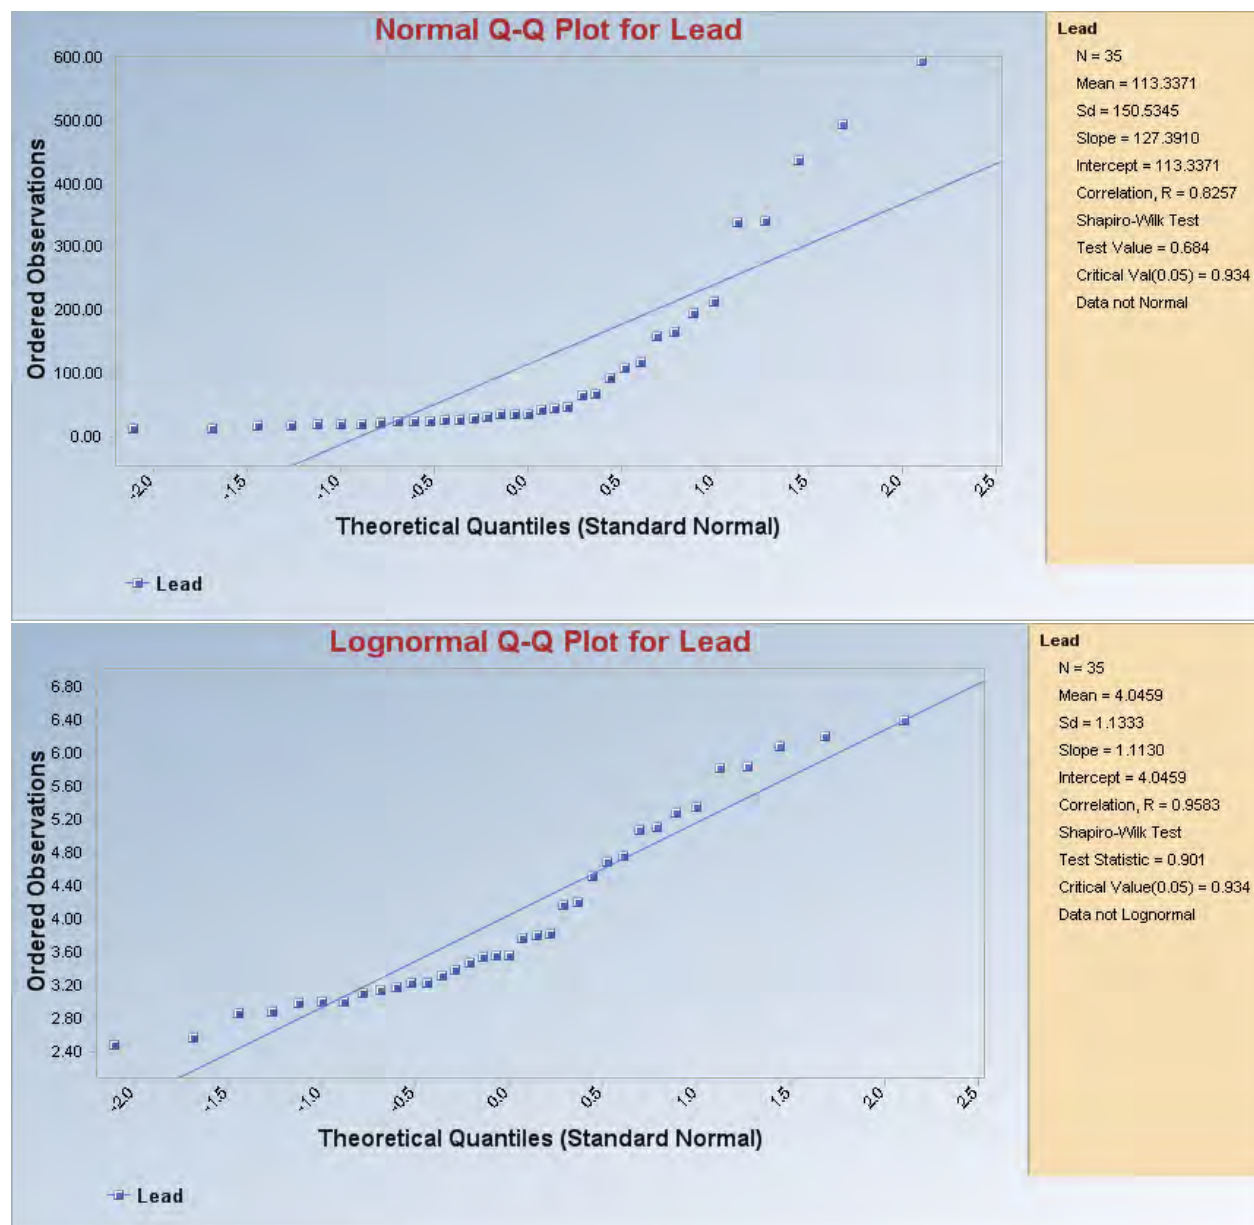 Normal Q-Q Plot for Lead
600.00
500.00
400.00
300.00
200.00
100.00
0.00
Ordered Observations
-2.0
-1.5
-1.0
-0.5
0.0
0.5
1.0
1.5
2.0
2.5
Theoretical Quantiles (Standard Normal)
Lead
Lead
N = 35
Mean = 113.3371
Sd = 150.5345
Slope = 127.3910
Intercept = 113.3371
Correlation, R = 0.8257
Shapiro-Wilk Test
Test Value = 0.684
Critical Val(0.05) = 0.934
Data not Normal
Lognormal Q-Q Plot for Lead
6.80
6.40
6.00
5.60
5.20
4.80
4.40
4.00
3.60
3.20
2.80
2.40
Ordered Observations
-2.0
-1.5
-1.0
-0.5
0.0
0.5
1.0
1.5
2.0
2.5
Theoretical Quantiles (Standard Normal)
Lead
Lead
N = 35
Mean = 4.0459
Sd = 1.1333
Slope = 1.1130
Intercept = 4.0459
Correlation, R = 0.9583
Shapiro-Wilk Test
Test Statistic = 0.901
Critical Value(0.05) = 0.934
Data not Lognormal